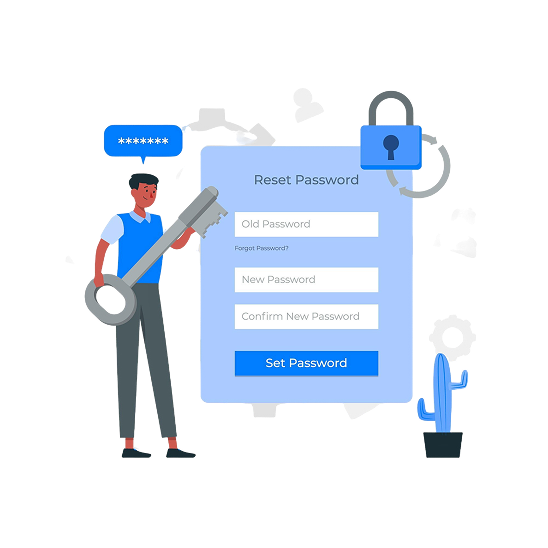 *******
Reset Password
Old Password
Forgot Password?
New Password
Confirm New Password
Set Password